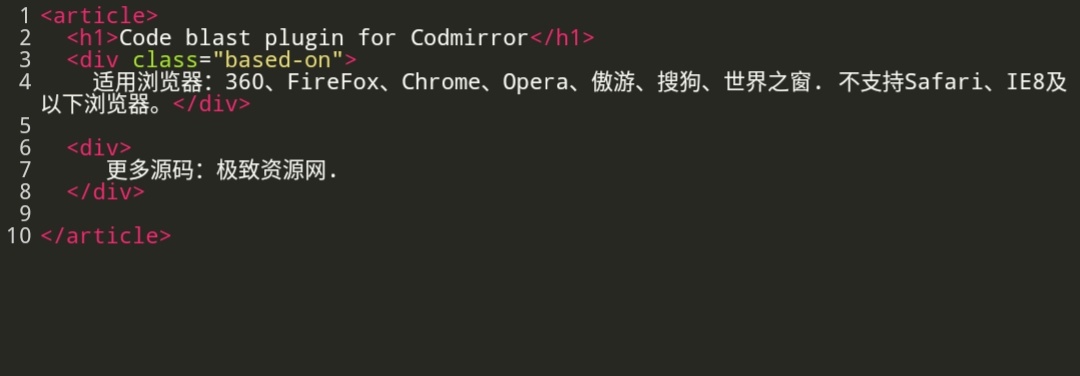 1 <article>
2   <h1>Code blast plugin for Codmirror</h1>
3   <div class="based-on">
4     适用浏览器：360、FireFox、Chrome、Opera、傲游、搜狗、世界之窗. 不支持Safari、IE8及
以下浏览器。</div>
5
6   <div>
7      更多源码：极致资源网.
8   </div>
9
10 </article>